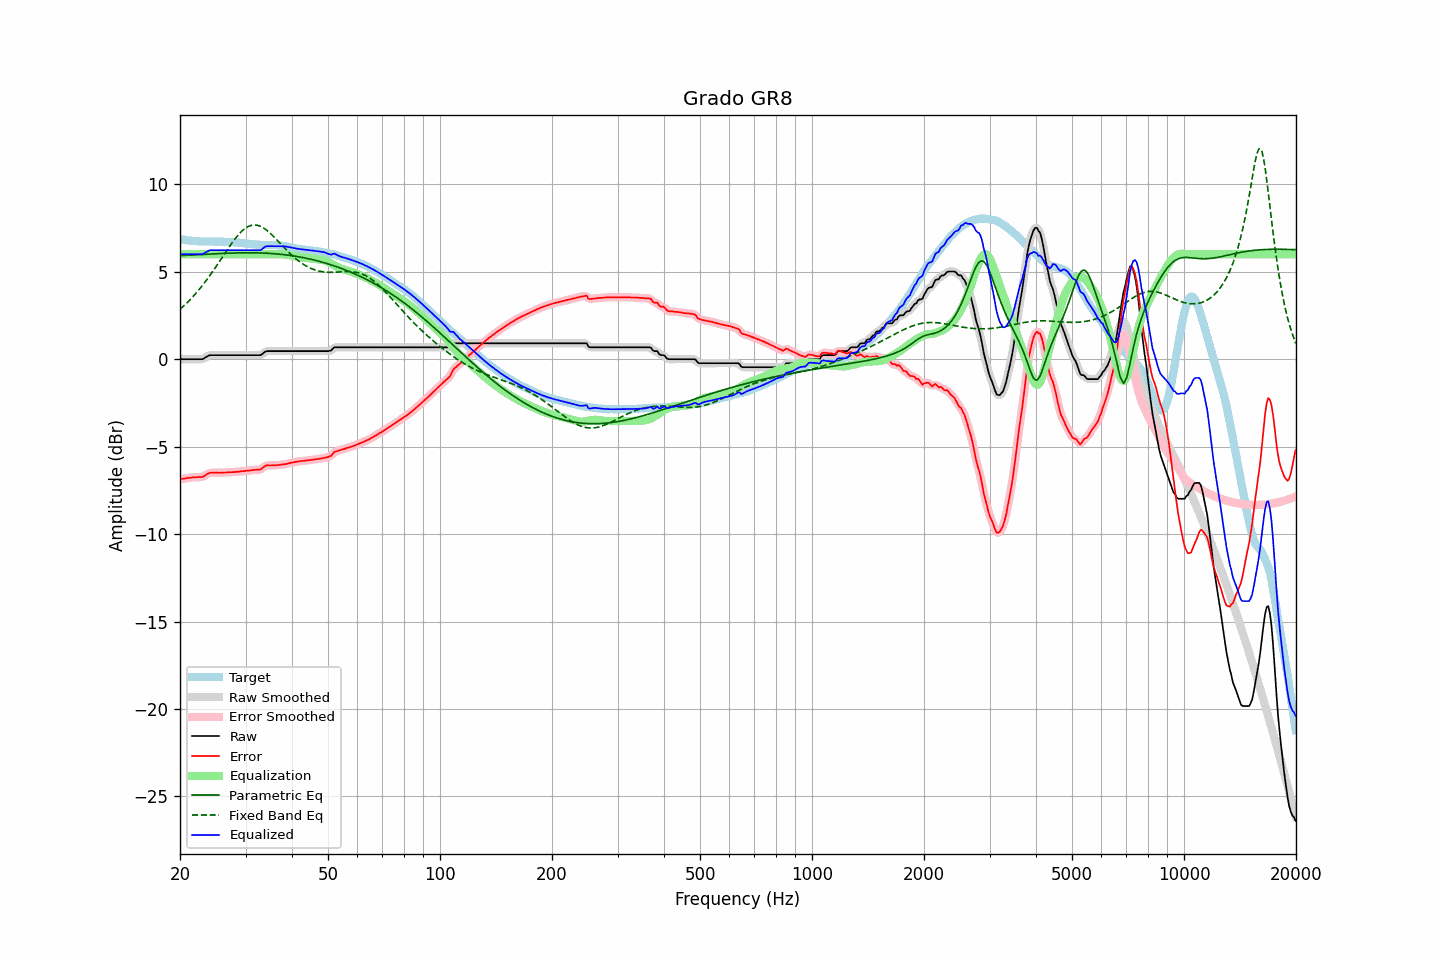 Grado GR8
Amplitude (dBr)
10
5
0
−5
−10
−15
−20
−25
Target
Raw Smoothed
Error Smoothed
Raw
Error
Equalization
Parametric Eq
Fixed Band Eq
Equalized
20 50 100 200 500 1000 2000 5000 10000 20000
Frequency (Hz)